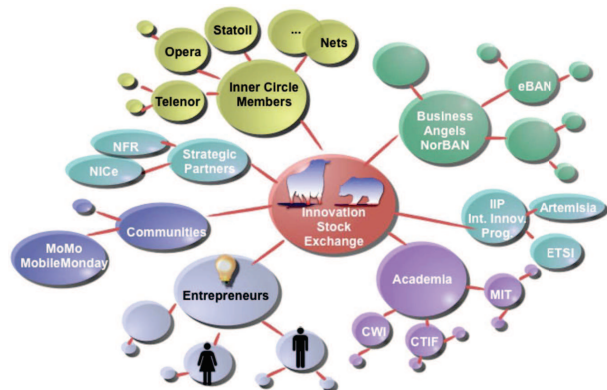 Statoil
...
Opera
Nets
Inner Circle
Members
Telenor
eBAN
Business
Angels
NorBAN
NFR
Strategic
Partners
NICe
Innovation
Stock
Exchange
IIP
Int. Innov.
Prog.
Artemisia
ETSI
Communities
MoMo
MobileMonday
Academia
MIT
Entrepreneurs
CWI
CTIF